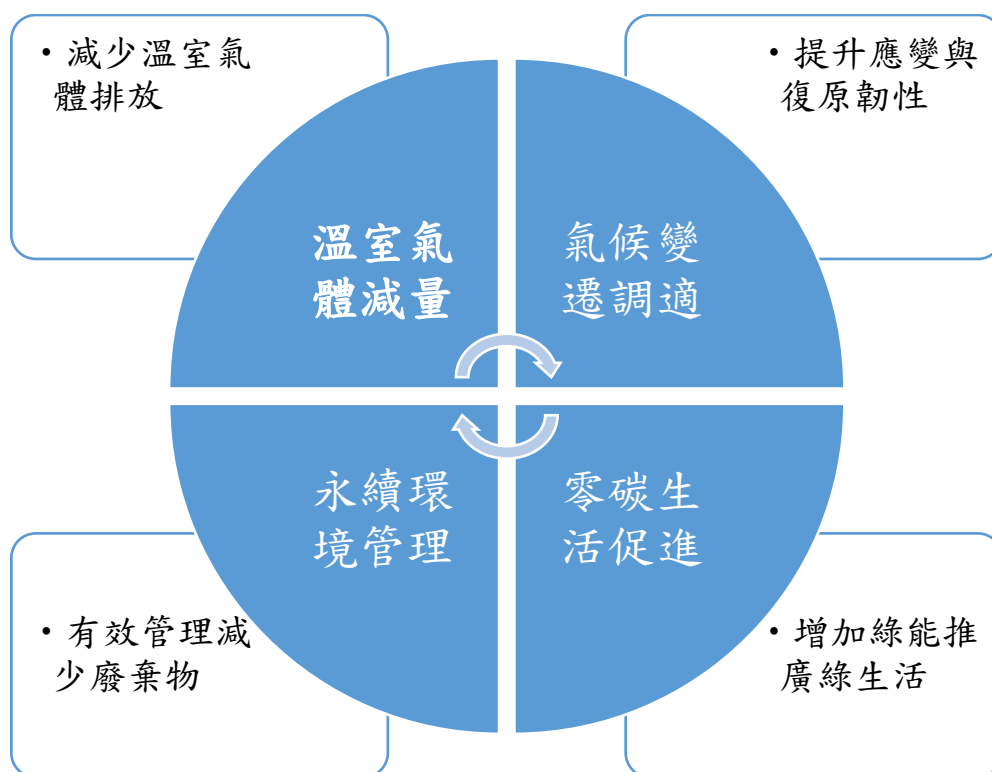 • 減少溫室氣
體排放
• 提升應變與
復原韌性
溫室氣
體減量
氣候變
遷調適
永續環
境管理
零碳生
活促進
• 有效管理減
少廢棄物
• 增加綠能推
廣綠生活